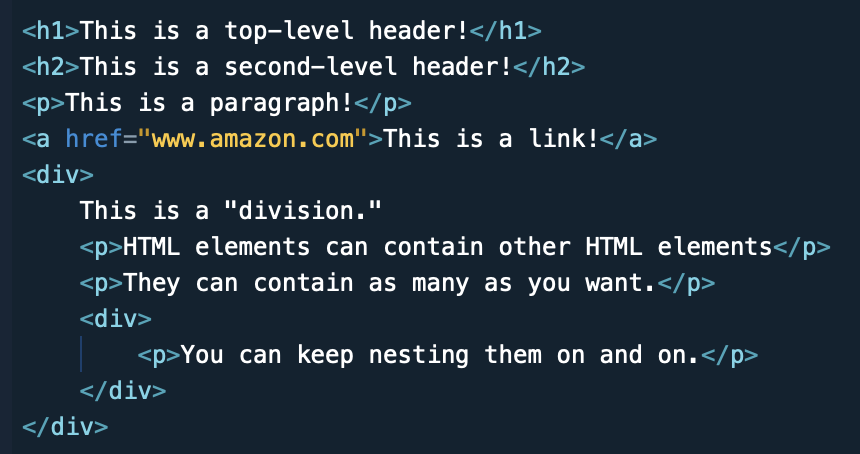 <h1>This is a top-level header!</h1>
<h2>This is a second-level header!</h2>
<p>This is a paragraph!</p>
<a href="www.amazon.com">This is a link!</a>
<div>
    This is a "division."
    <p>HTML elements can contain other HTML elements</p>
    <p>They can contain as many as you want.</p>
    <div>
        <p>You can keep nesting them on and on.</p>
    </div>
</div>